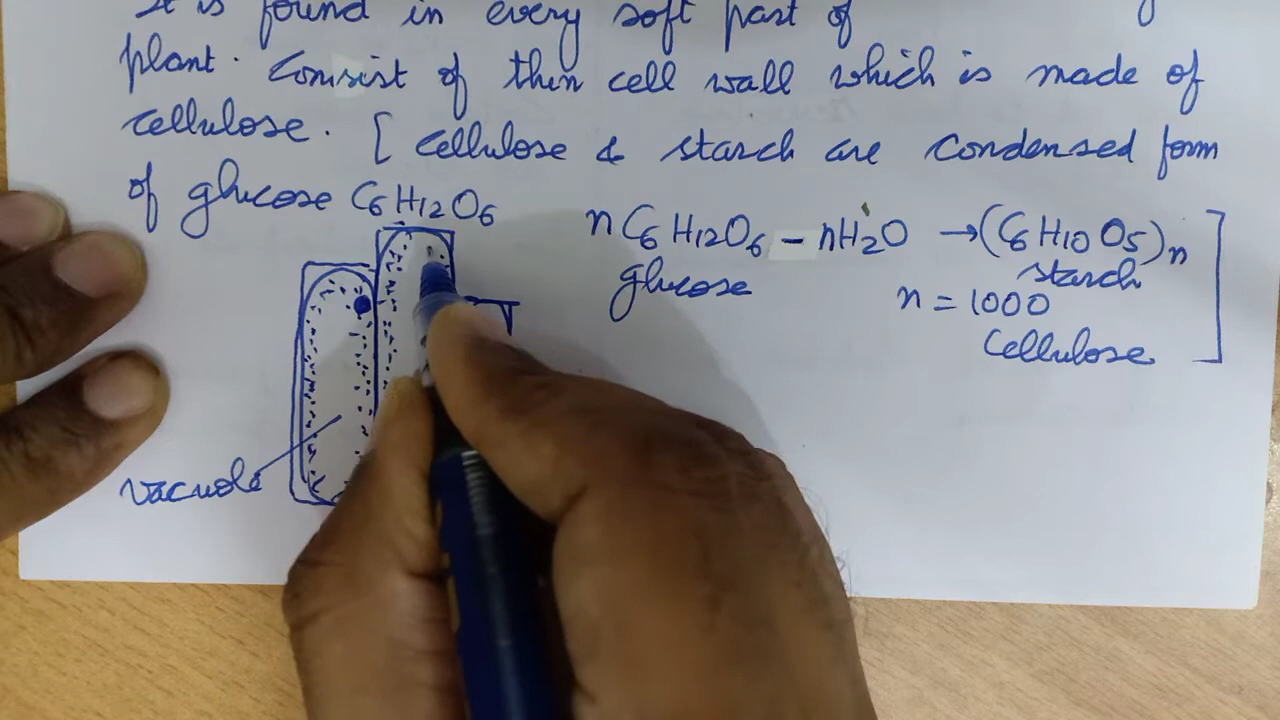 It is found in every soft part of
plant. Consist of thin cell wall which is made of
cellulose. [ Cellulose & starch are condensed form
of glucose C6H12O6
nC6H12O6 - nH2O →(C6H10O5)n ]
glucose
starch
n = 1000
Cellulose
vacuole